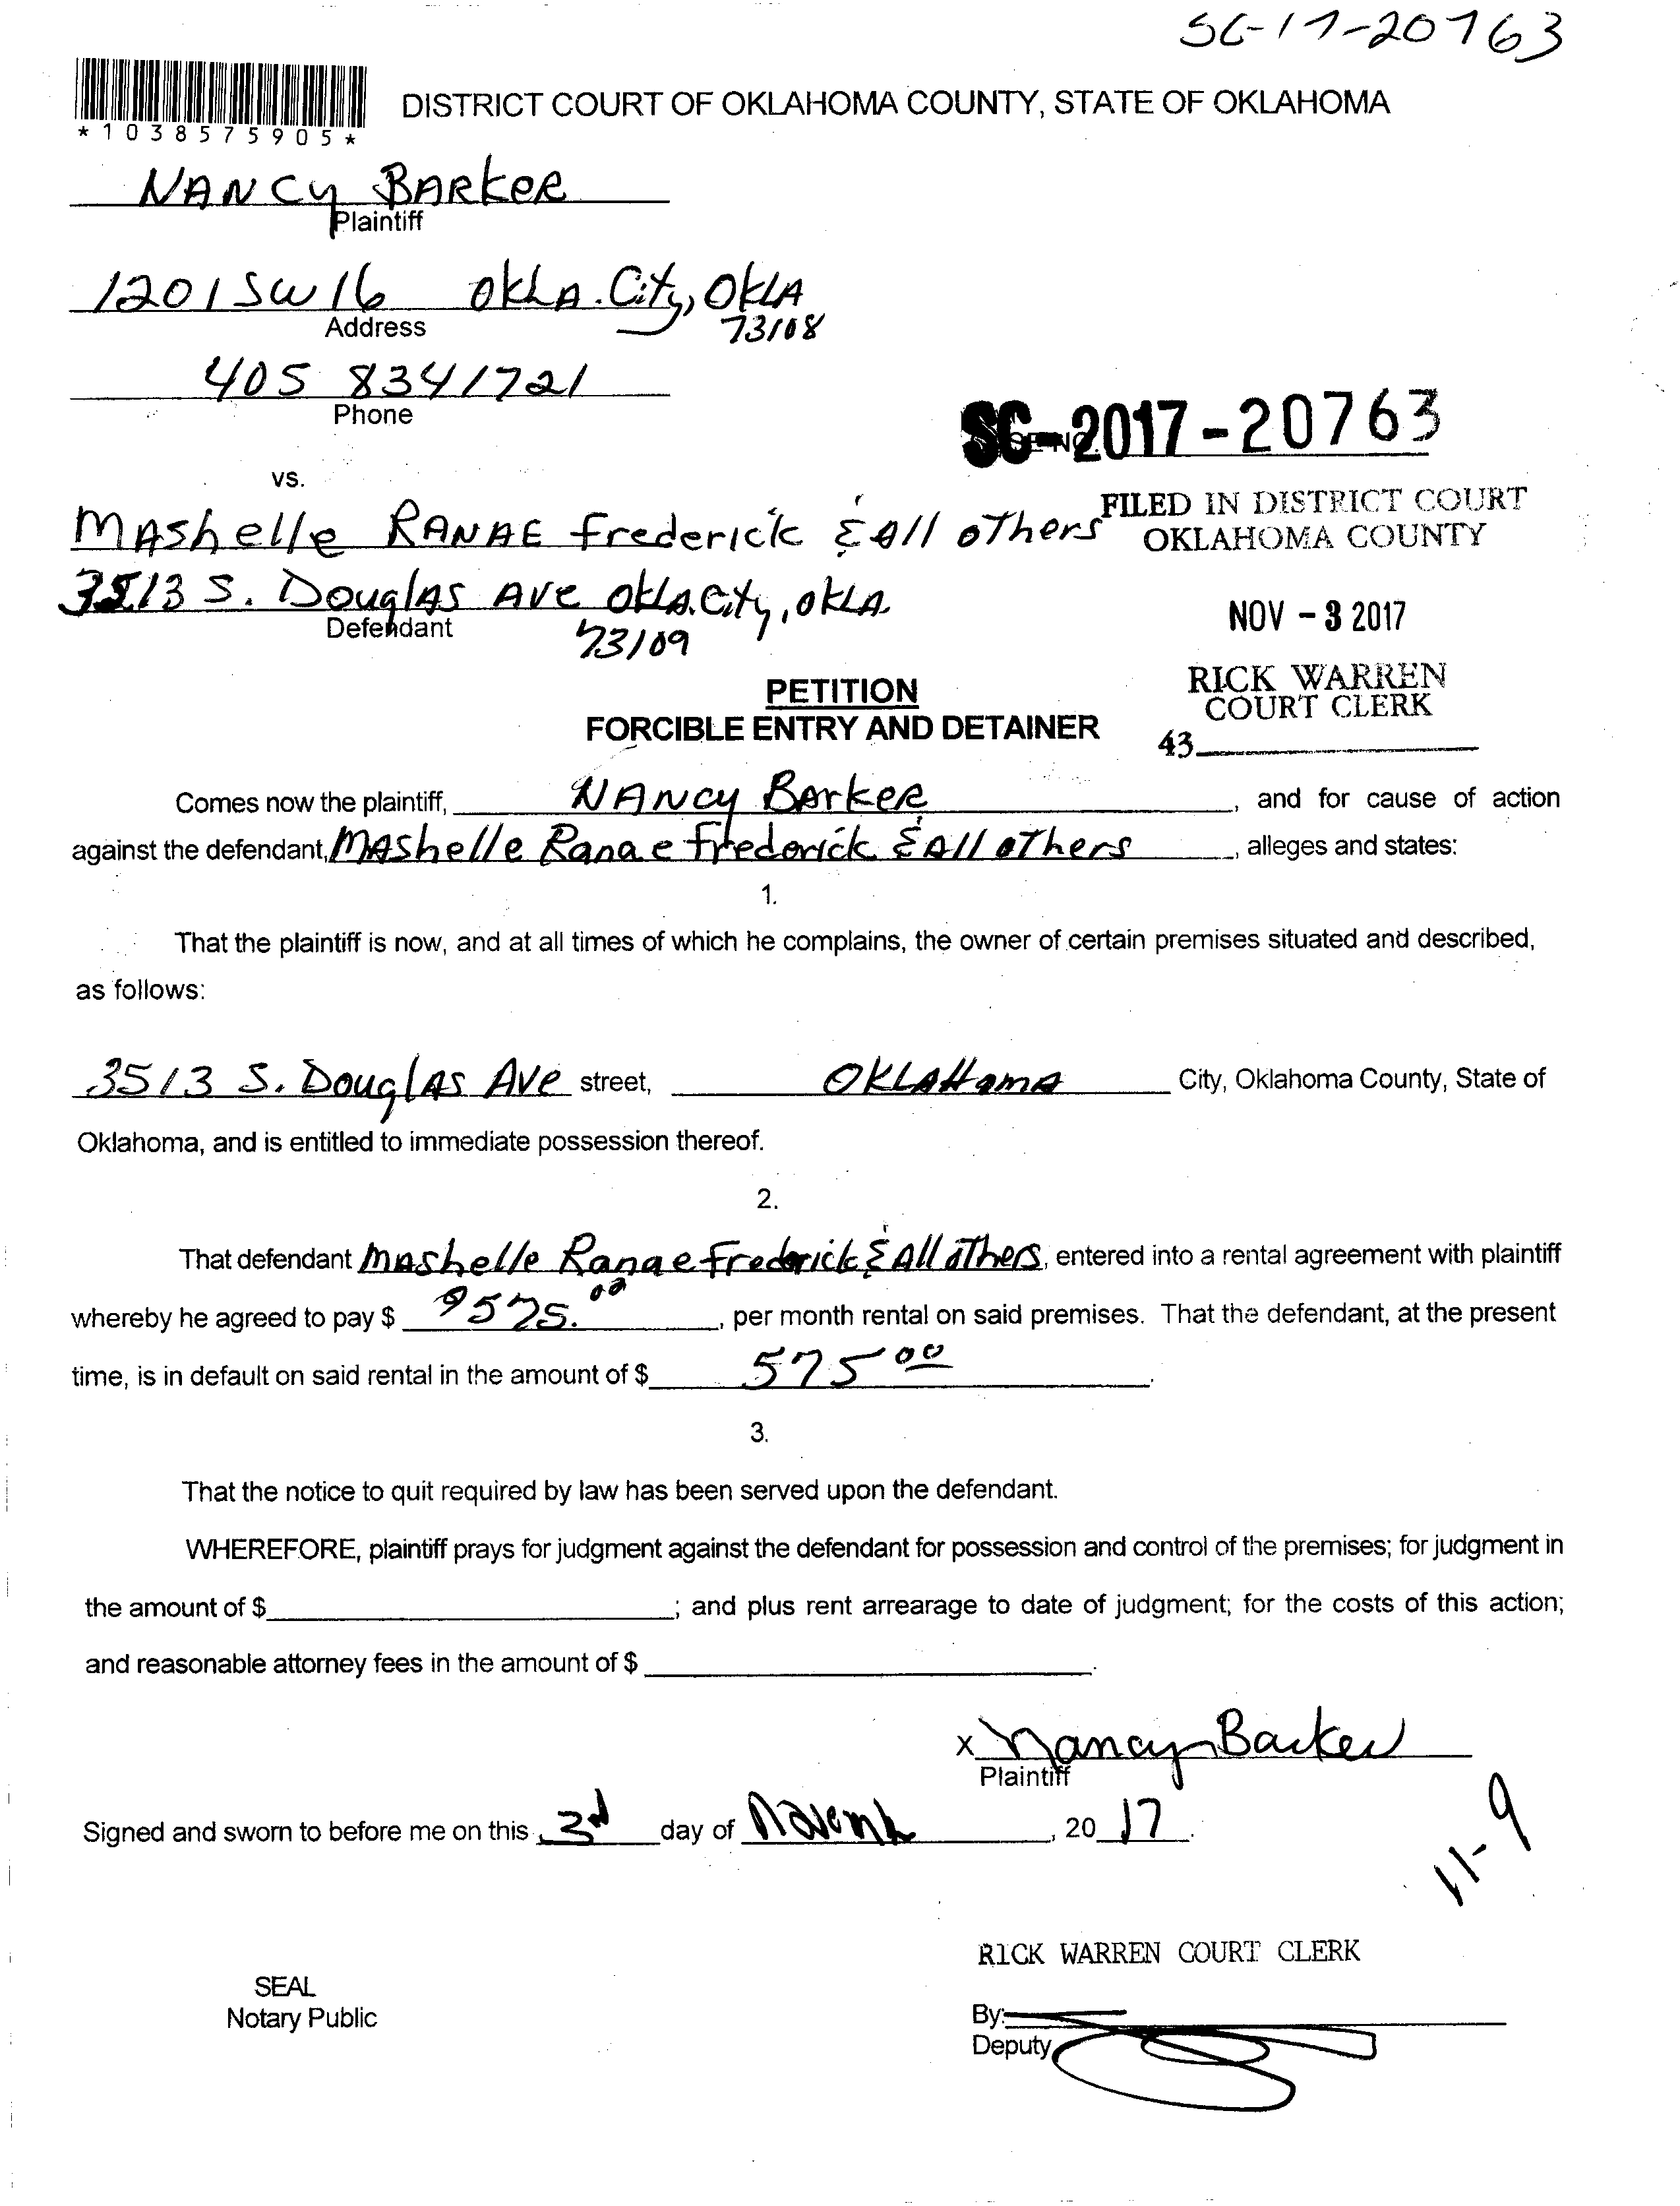 SC-17-20763
*1038575905*
DISTRICT COURT OF OKLAHOMA COUNTY, STATE OF OKLAHOMA
NANCY BARKER
Plaintiff
1201 SW 16 OKLA. City, OKLA
Address 73108
405 834 1721
Phone
SC-2017-20763
vs.
MAShelle RANAE Frederick & All oThers
FILED IN DISTRICT COURT
OKLAHOMA COUNTY
3513 S. DouglAS AVE OKLA. City, OKLA.
Defendant 73109
NOV - 3 2017
PETITION
FORCIBLE ENTRY AND DETAINER
RICK WARREN
COURT CLERK
43
Comes now the plaintiff, NANCY BARKER, and for cause of action
against the defendant, MAShelle Ranae Frederick & All oThers, alleges and states:
1.
That the plaintiff is now, and at all times of which he complains, the owner of certain premises situated and described,
as follows:
3513 S. DouglAS AVE street, OKLAHomA City, Oklahoma County, State of
Oklahoma, and is entitled to immediate possession thereof.
2.
That defendant MAShelle Ranae Frederick & All oThers, entered into a rental agreement with plaintiff
whereby he agreed to pay $ 9575.00, per month rental on said premises. That the defendant, at the present
time, is in default on said rental in the amount of $ 575 00.
3.
That the notice to quit required by law has been served upon the defendant.
WHEREFORE, plaintiff prays for judgment against the defendant for possession and control of the premises; for judgment in
the amount of $ ; and plus rent arrearage to date of judgment; for the costs of this action;
and reasonable attorney fees in the amount of $ .
X Nancy Barker
Plaintiff
Signed and sworn to before me on this 3rd day of Novemb, 20 17.
11-9
RICK WARREN COURT CLERK
SEAL
Notary Public
By:
Deputy